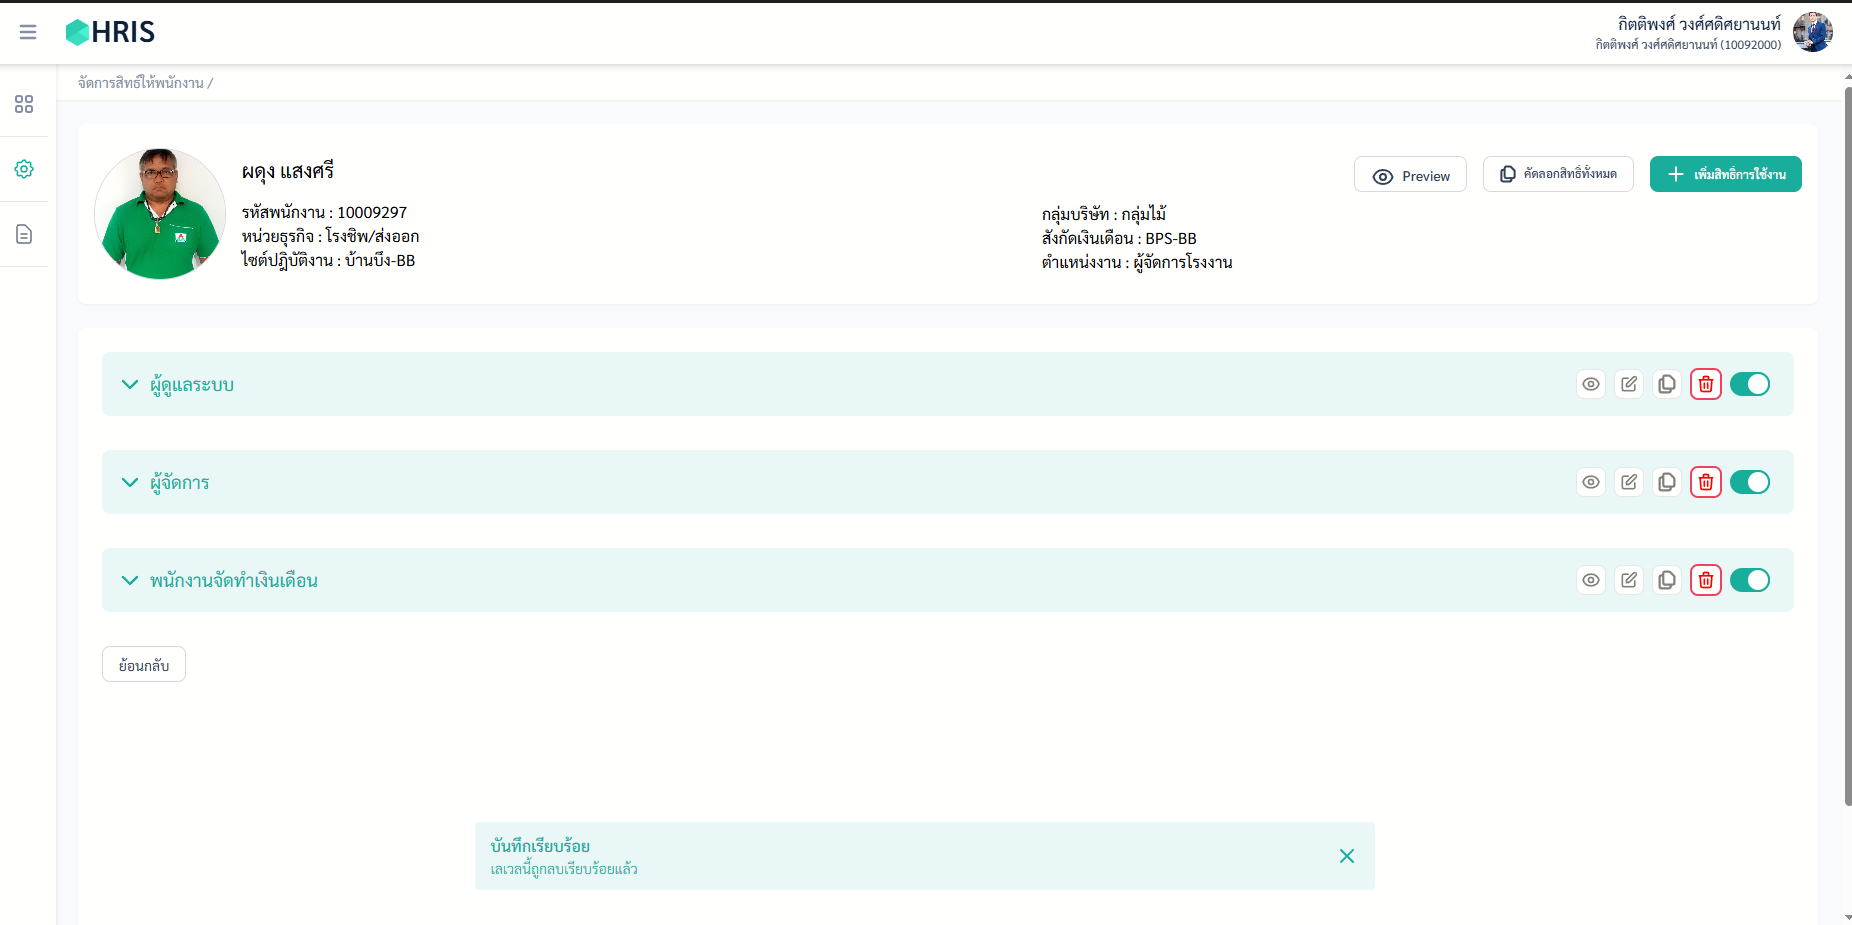 HRIS
กิตติพงศ์ วงศ์ศดิศยานนท์
กิตติพงศ์ วงศ์ศดิศยานนท์ (10092000)
จัดการสิทธิ์ให้พนักงาน /
ผดุง แสงศรี
รหัสพนักงาน : 10009297
หน่วยธุรกิจ : โรงชิพ/ส่งออก
ไซต์ปฎิบัติงาน : บ้านบึง-BB
กลุ่มบริษัท : กลุ่มไม้
สังกัดเงินเดือน : BPS-BB
ตำแหน่งงาน : ผู้จัดการโรงงาน
Preview
คัดลอกสิทธิ์ทั้งหมด
เพิ่มสิทธิ์การใช้งาน
ผู้ดูแลระบบ
ผู้จัดการ
พนักงานจัดทำเงินเดือน
ย้อนกลับ
บันทึกเรียบร้อย
เลเวลนี้ถูกลบเรียบร้อยแล้ว